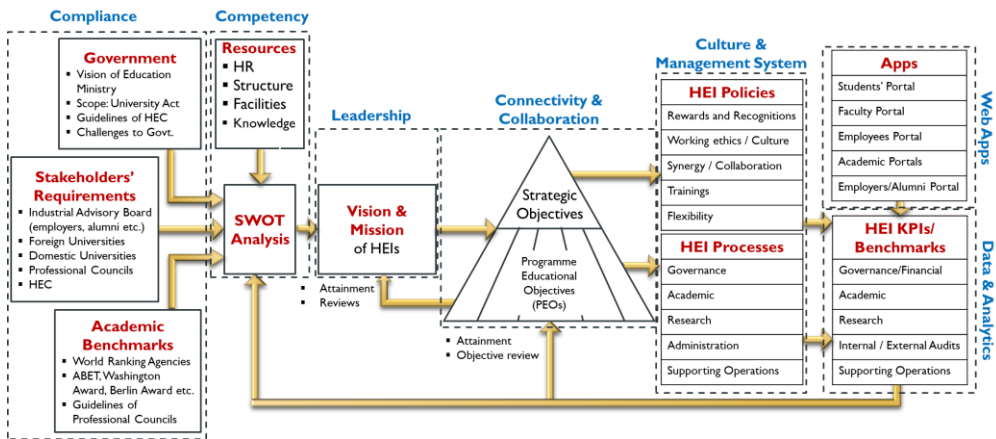 Compliance
Government
▪ Vision of Education
Ministry
▪ Scope: University Act
▪ Guidelines of HEC
▪ Challenges to Govt.
Stakeholders'
Requirements
▪ Industrial Advisory Board
(employers, alumni etc.)
▪ Foreign Universities
▪ Domestic Universities
▪ Professional Councils
▪ HEC
Academic
Benchmarks
▪ World Ranking Agencies
▪ ABET, Washington
Award, Berlin Award etc.
▪ Guidelines of
Professional Councils
Competency
Resources
▪ HR
▪ Structure
▪ Facilities
▪ Knowledge
SWOT
Analysis
Leadership
Vision &
Mission
of HEIs
▪ Attainment
▪ Reviews
Connectivity &
Collaboration
Strategic
Objectives
Programme
Educational
Objectives
(PEOs)
▪ Attainment
▪ Objective review
Culture &
Management System
HEI Policies
Rewards and Recognitions
Working ethics / Culture
Synergy / Collaboration
Trainings
Flexibility
HEI Processes
Governance
Academic
Research
Administration
Supporting Operations
Apps
Students' Portal
Faculty Portal
Employees Portal
Academic Portals
Employers/Alumni Portal
Web Apps
HEI KPIs/
Benchmarks
Governance/Financial
Academic
Research
Internal / External Audits
Supporting Operations
Data & Analytics